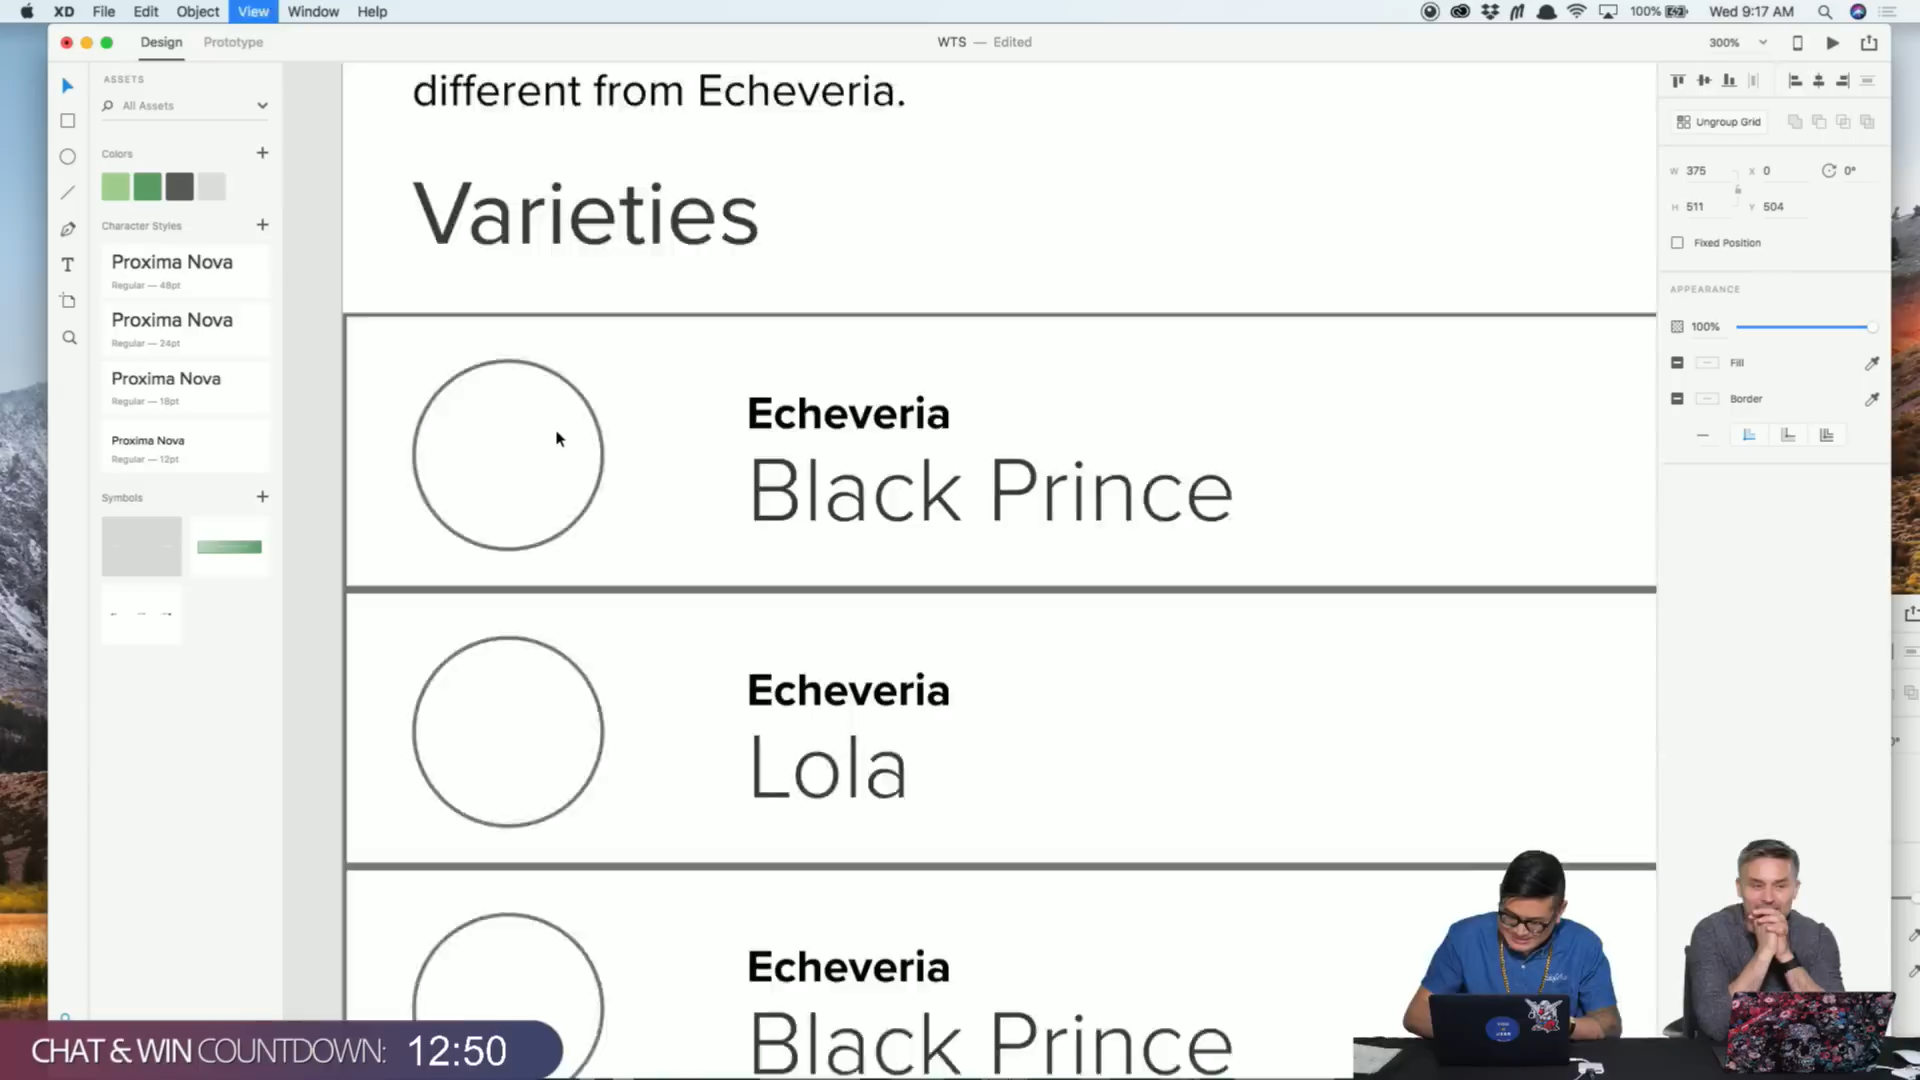 XD File Edit Object View Window Help
100% Wed 9:17 AM
Design Prototype
WTS — Edited
300%
ASSETS
All Assets
Colors
Character Styles
Proxima Nova
Regular — 48pt
Proxima Nova
Regular — 24pt
Proxima Nova
Regular — 18pt
Proxima Nova
Regular — 12pt
Symbols
different from Echeveria.
Varieties
Echeveria
Black Prince
Echeveria
Lola
Echeveria
Black Prince
Ungroup Grid
W 375 X 0 0°
H 511 Y 504
Fixed Position
APPEARANCE
100%
Fill
Border
CHAT & WIN COUNTDOWN: 12:50